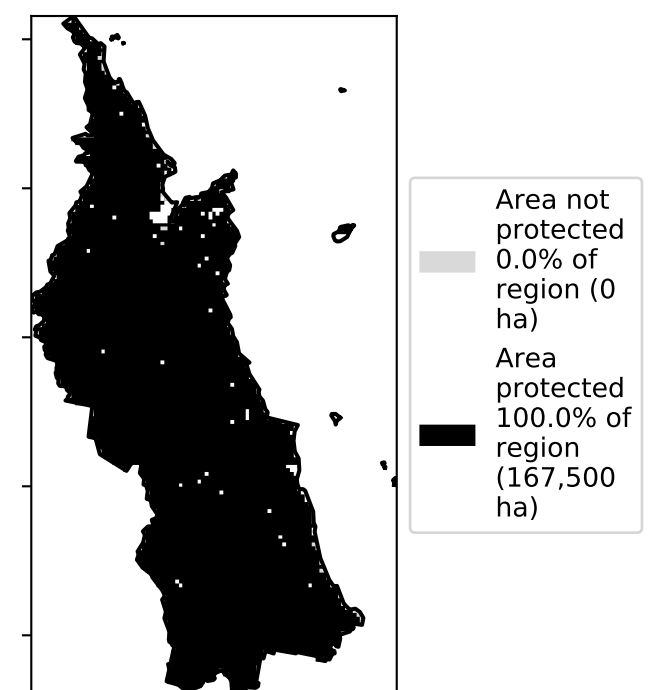 Area not
protected
0.0% of
region (0
ha)
Area
protected
100.0% of
region
(167,500
ha)